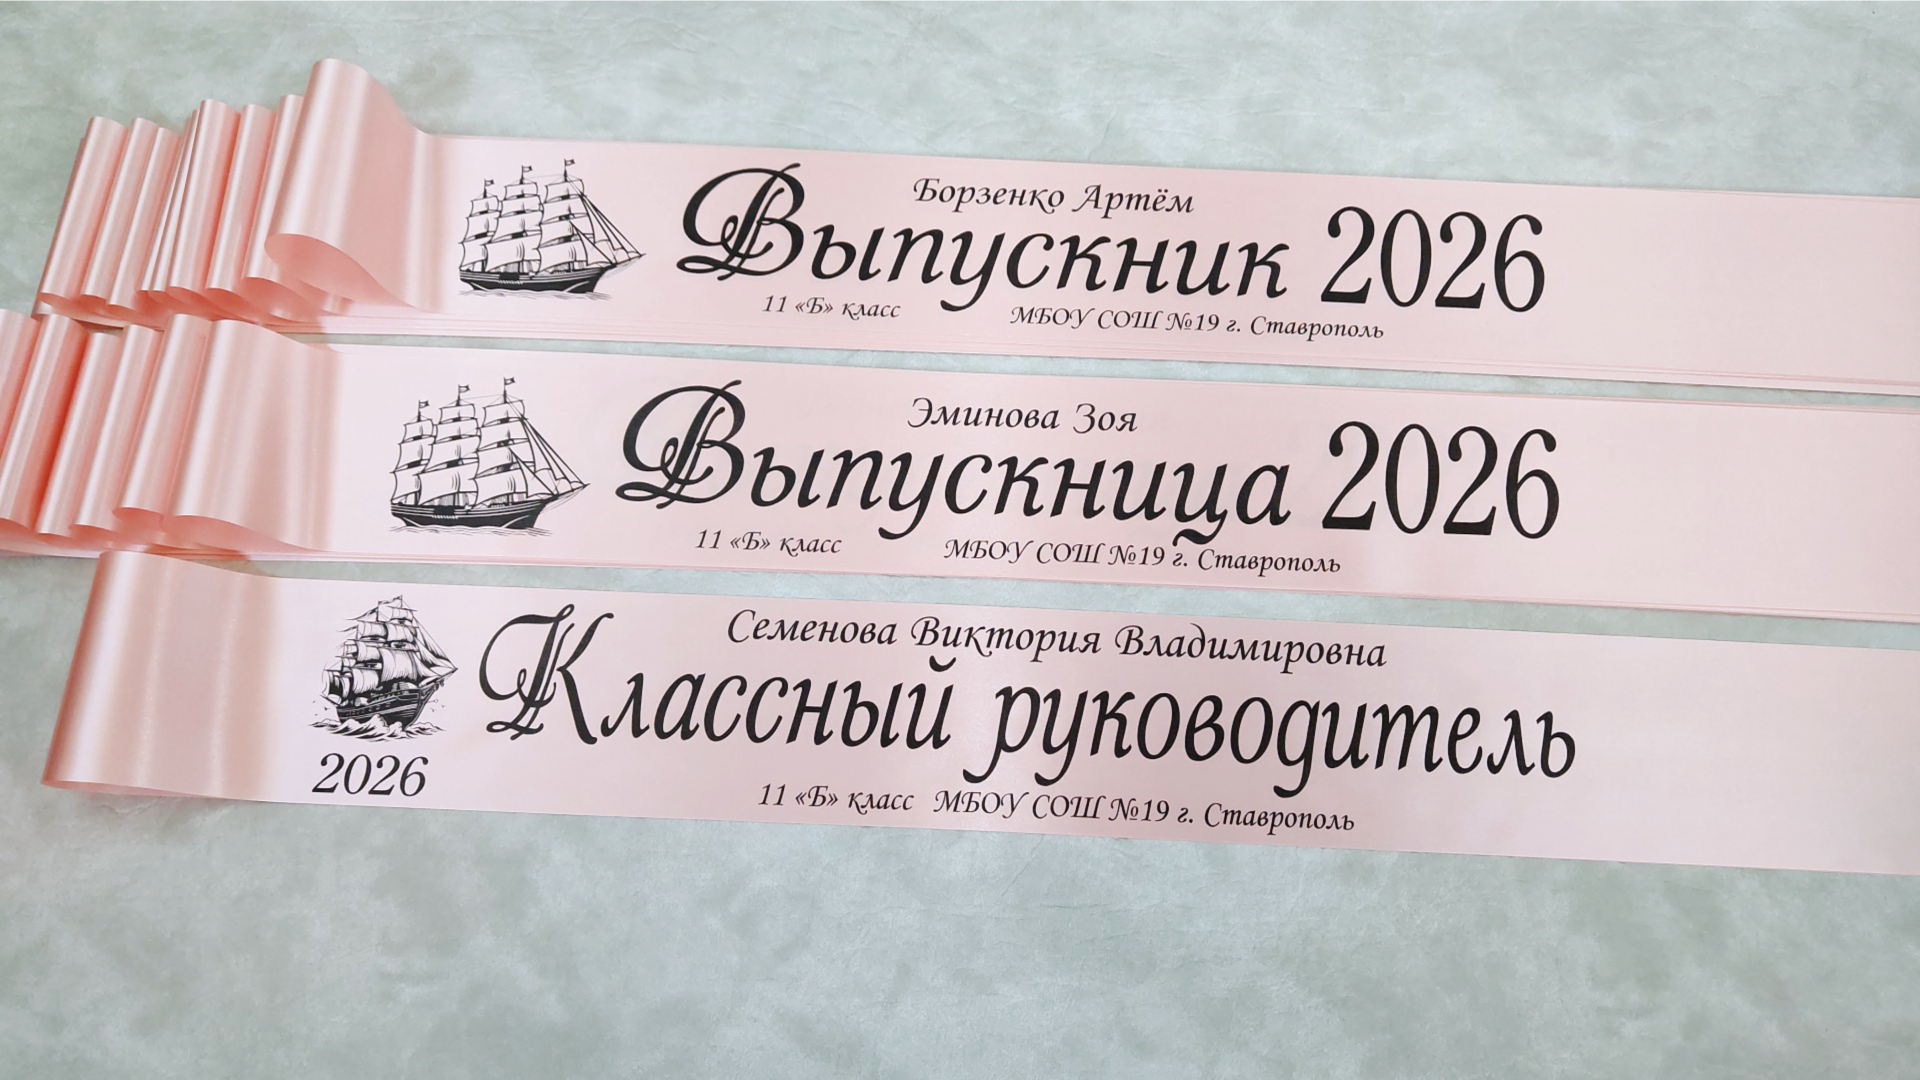 Борзенко Артём
Выпускник 2026
11 «Б» класс МБОУ СОШ №19 г. Ставрополь
Эминова Зоя
Выпускница 2026
11 «Б» класс МБОУ СОШ №19 г. Ставрополь
Семенова Виктория Владимировна
Классный руководитель
2026
11 «Б» класс МБОУ СОШ №19 г. Ставрополь